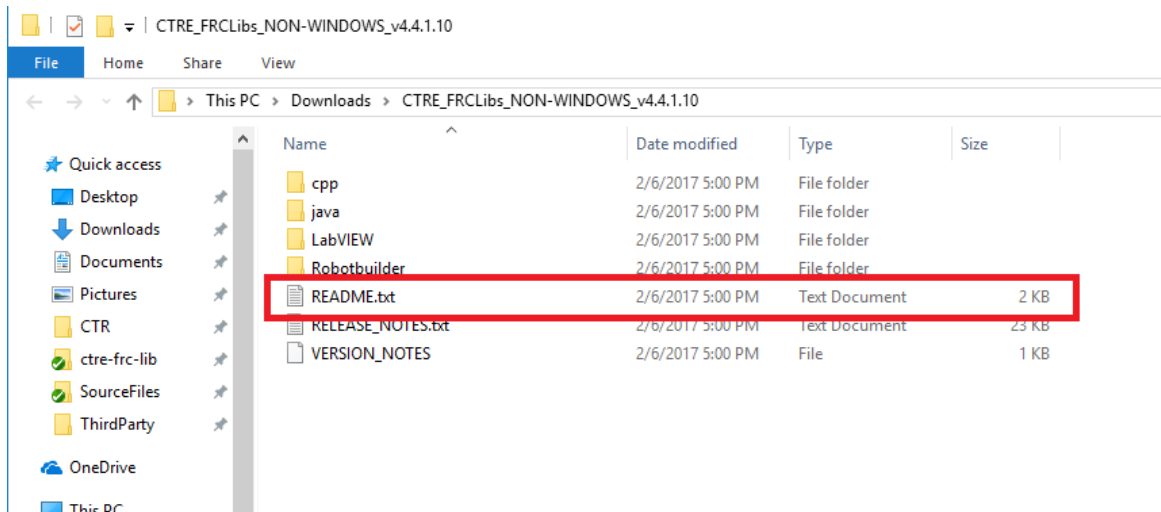 CTRE_FRCLibs_NON-WINDOWS_v4.4.1.10
File Home Share View
This PC > Downloads > CTRE_FRCLibs_NON-WINDOWS_v4.4.1.10
Name Date modified Type Size
Quick access
Desktop
Downloads
Documents
Pictures
CTR
ctre-frc-lib
SourceFiles
ThirdParty
OneDrive
This PC
cpp 2/6/2017 5:00 PM File folder
java 2/6/2017 5:00 PM File folder
LabVIEW 2/6/2017 5:00 PM File folder
Robotbuilder 2/6/2017 5:00 PM File folder
README.txt 2/6/2017 5:00 PM Text Document 2 KB
RELEASE_NOTES.txt 2/6/2017 5:00 PM Text Document 23 KB
VERSION_NOTES 2/6/2017 5:00 PM File 1 KB